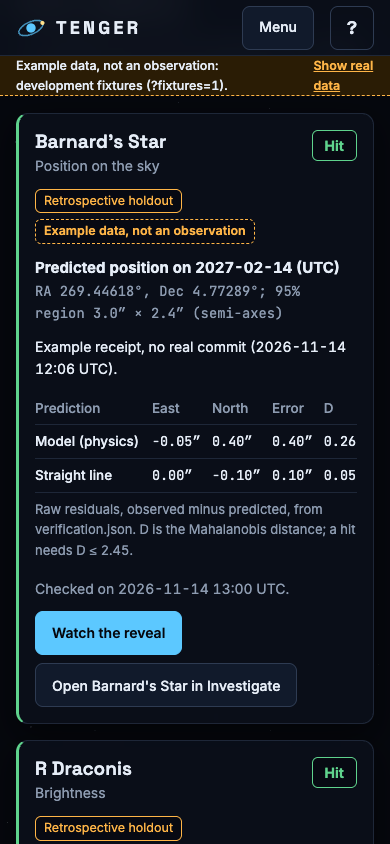 TENGER
Menu
?
Example data, not an observation:
development fixtures (?fixtures=1).
Show real
data
Barnard's Star
Hit
Position on the sky
Retrospective holdout
Example data, not an observation
Predicted position on 2027-02-14 (UTC)
RA 269.44618°, Dec 4.77289°; 95%
region 3.0″ × 2.4″ (semi-axes)
Example receipt, no real commit (2026-11-14
12:06 UTC).
Prediction East North Error D
Model (physics) -0.05″ 0.40″ 0.40″ 0.26
Straight line 0.00″ -0.10″ 0.10″ 0.05
Raw residuals, observed minus predicted, from
verification.json. D is the Mahalanobis distance; a hit
needs D ≤ 2.45.
Checked on 2026-11-14 13:00 UTC.
Watch the reveal
Open Barnard's Star in Investigate
R Draconis
Hit
Brightness
Retrospective holdout